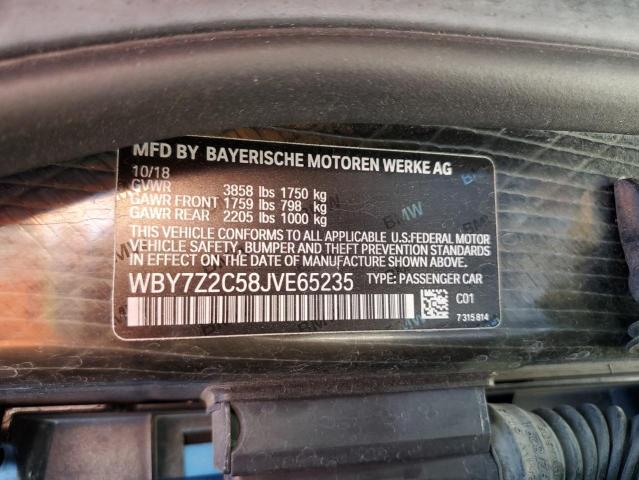 MFD BY BAYERISCHE MOTOREN WERKE AG
10/18
GVWR 3858 lbs 1750 kg
GAWR FRONT 1759 lbs 798 kg
GAWR REAR 2205 lbs 1000 kg
THIS VEHICLE CONFORMS TO ALL APPLICABLE U.S:FEDERAL MOTOR
VEHICLE SAFETY, BUMPER AND THEFT PREVENTION STANDARDS
IN EFFECT ON THE DATE OF MANUFACTURE SHOWN ABOVE.
WBY7Z2C58JVE65235 TYPE: PASSENGER CAR
C01
7 315 814